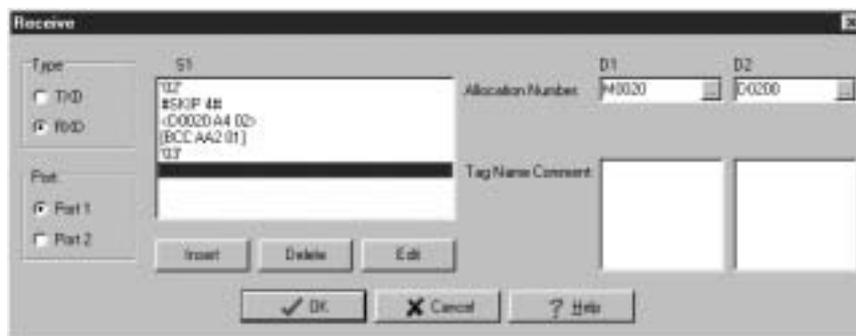 Receive
Type
TXD
RXD
Port
Port 1
Port 2
S1
'02'
#SKIP 4#
<D0020 A4 02>
[BCC AA2 01]
'03'
Insert
Delete
Edit
D1
D2
Allocation Number:
M0020
...
D0200
...
Tag Name Comment:
OK
Cancel
? Help